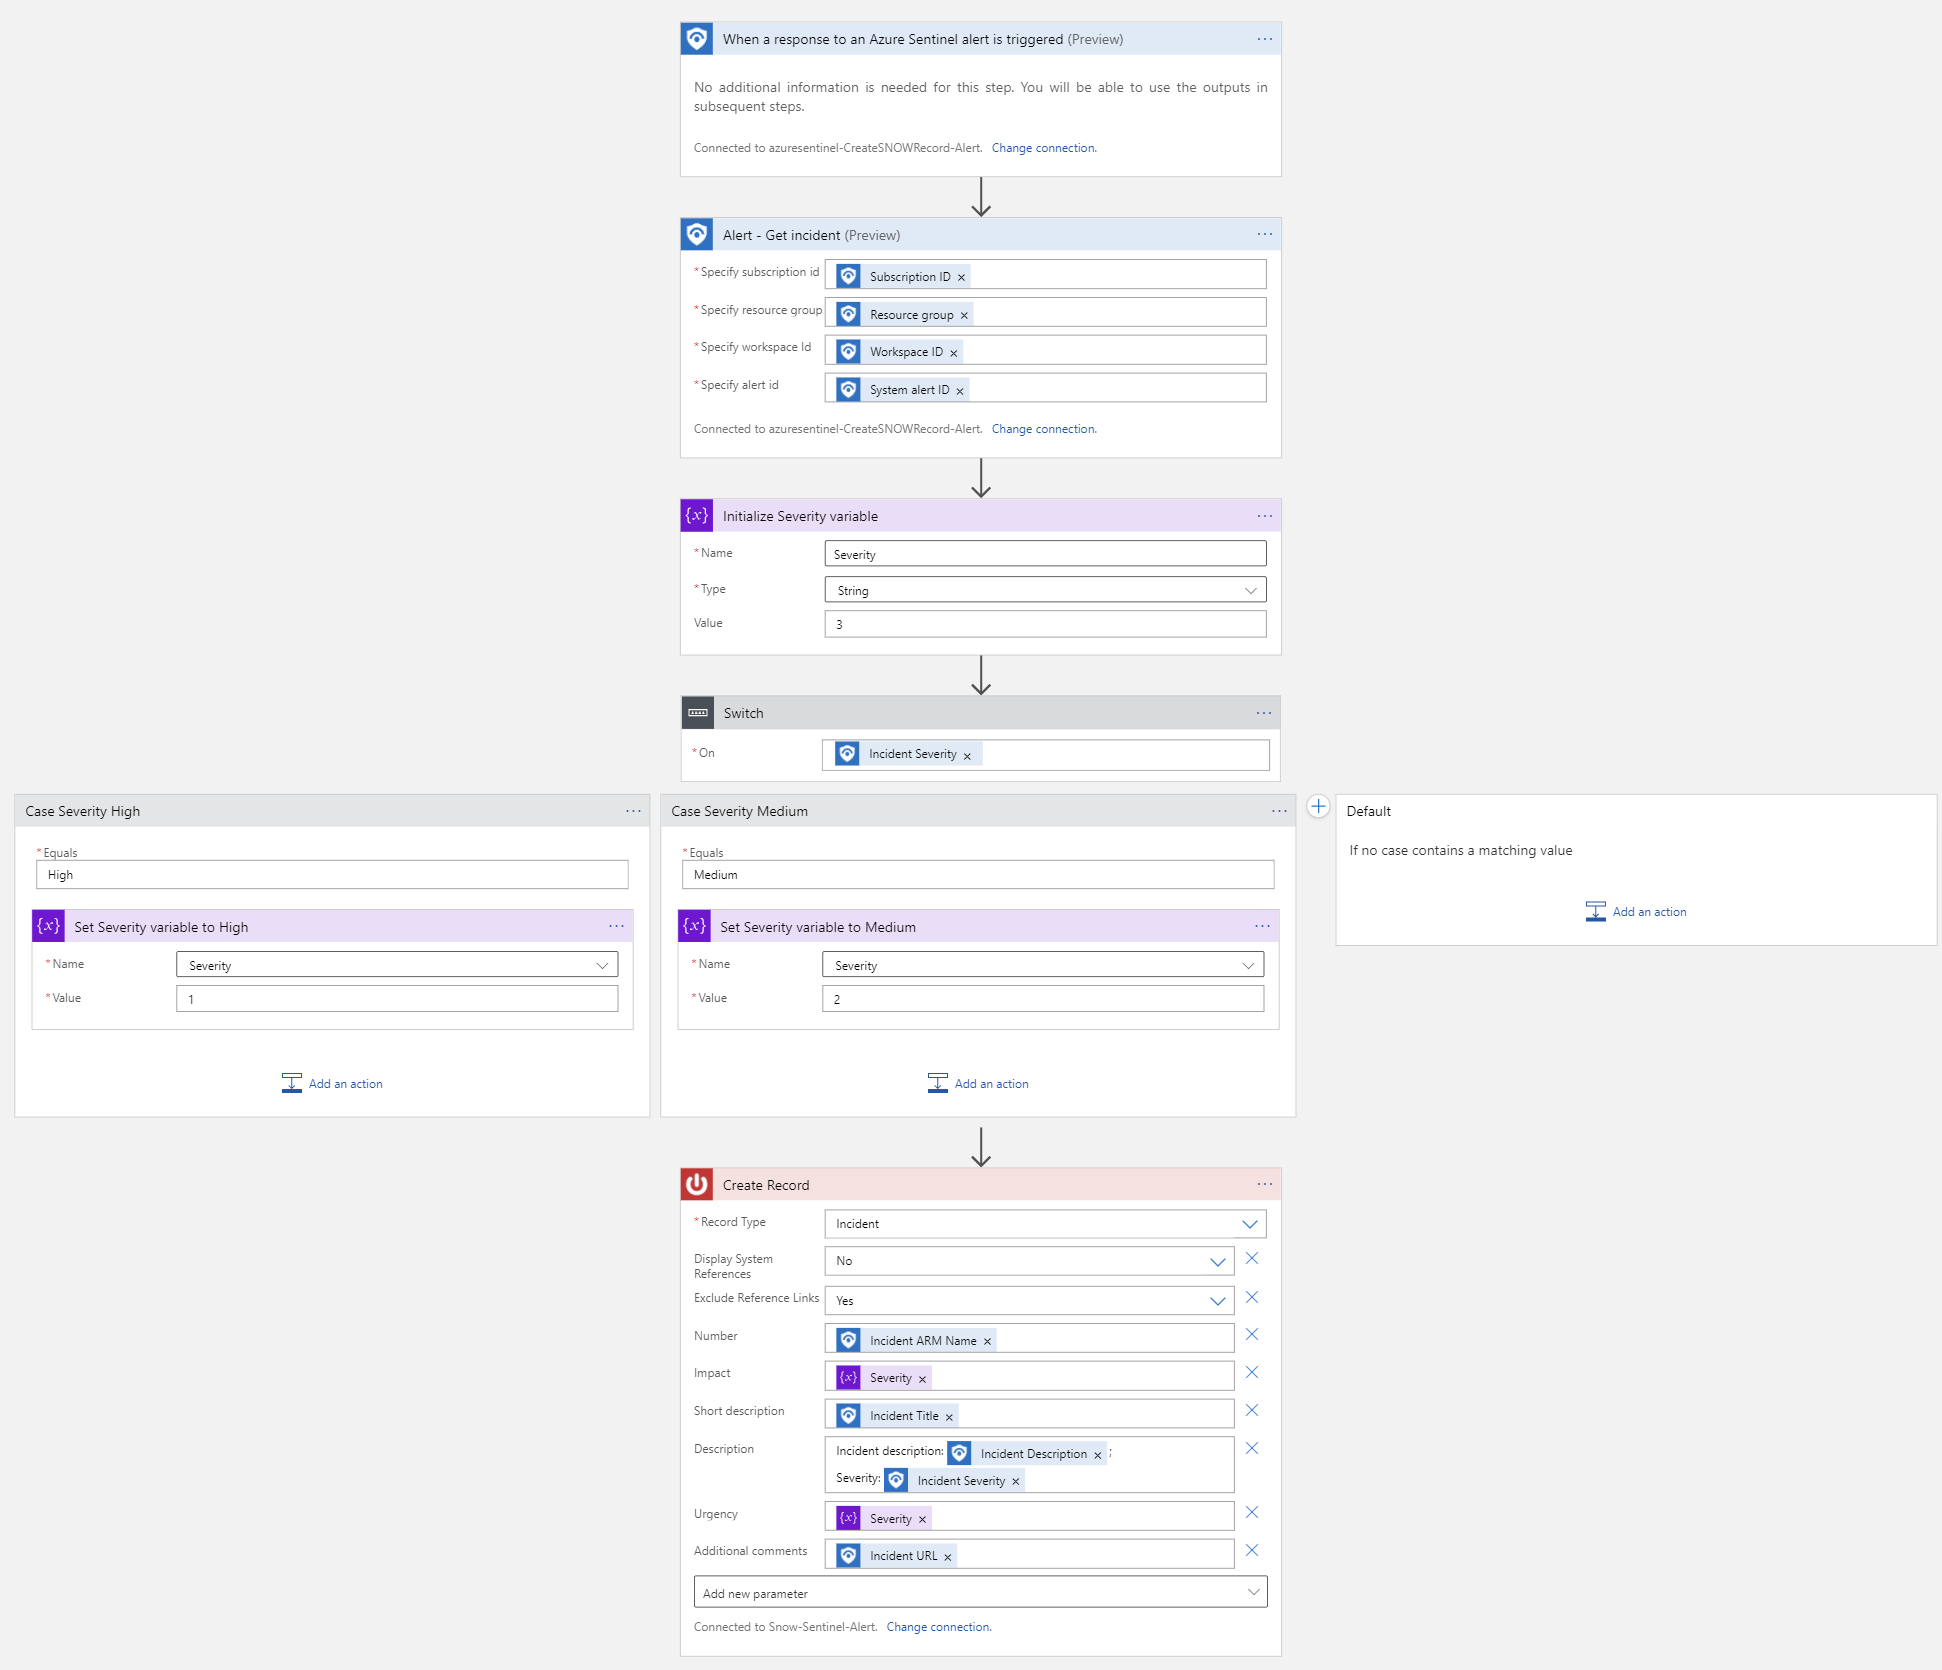 When a response to an Azure Sentinel alert is triggered (Preview)
No additional information is needed for this step. You will be able to use the outputs in
subsequent steps.
Connected to azuresentinel-CreateSNOWRecord-Alert. Change connection.
Alert - Get incident (Preview)
* Specify subscription id
Subscription ID ×
* Specify resource group
Resource group ×
* Specify workspace Id
Workspace ID ×
* Specify alert id
System alert ID ×
Connected to azuresentinel-CreateSNOWRecord-Alert. Change connection.
{x} Initialize Severity variable
* Name
Severity
* Type
String
Value
3
Switch
* On
Incident Severity ×
Case Severity High
* Equals
High
{x} Set Severity variable to High
* Name
Severity
* Value
1
Add an action
Case Severity Medium
* Equals
Medium
{x} Set Severity variable to Medium
* Name
Severity
* Value
2
Add an action
Default
If no case contains a matching value
Add an action
Create Record
* Record Type
Incident
Display System
References
No
Exclude Reference Links
Yes
Number
Incident ARM Name ×
Impact
{x} Severity ×
Short description
Incident Title ×
Description
Incident description: Incident Description × ;
Severity: Incident Severity ×
Urgency
{x} Severity ×
Additional comments
Incident URL ×
Add new parameter
Connected to Snow-Sentinel-Alert. Change connection.